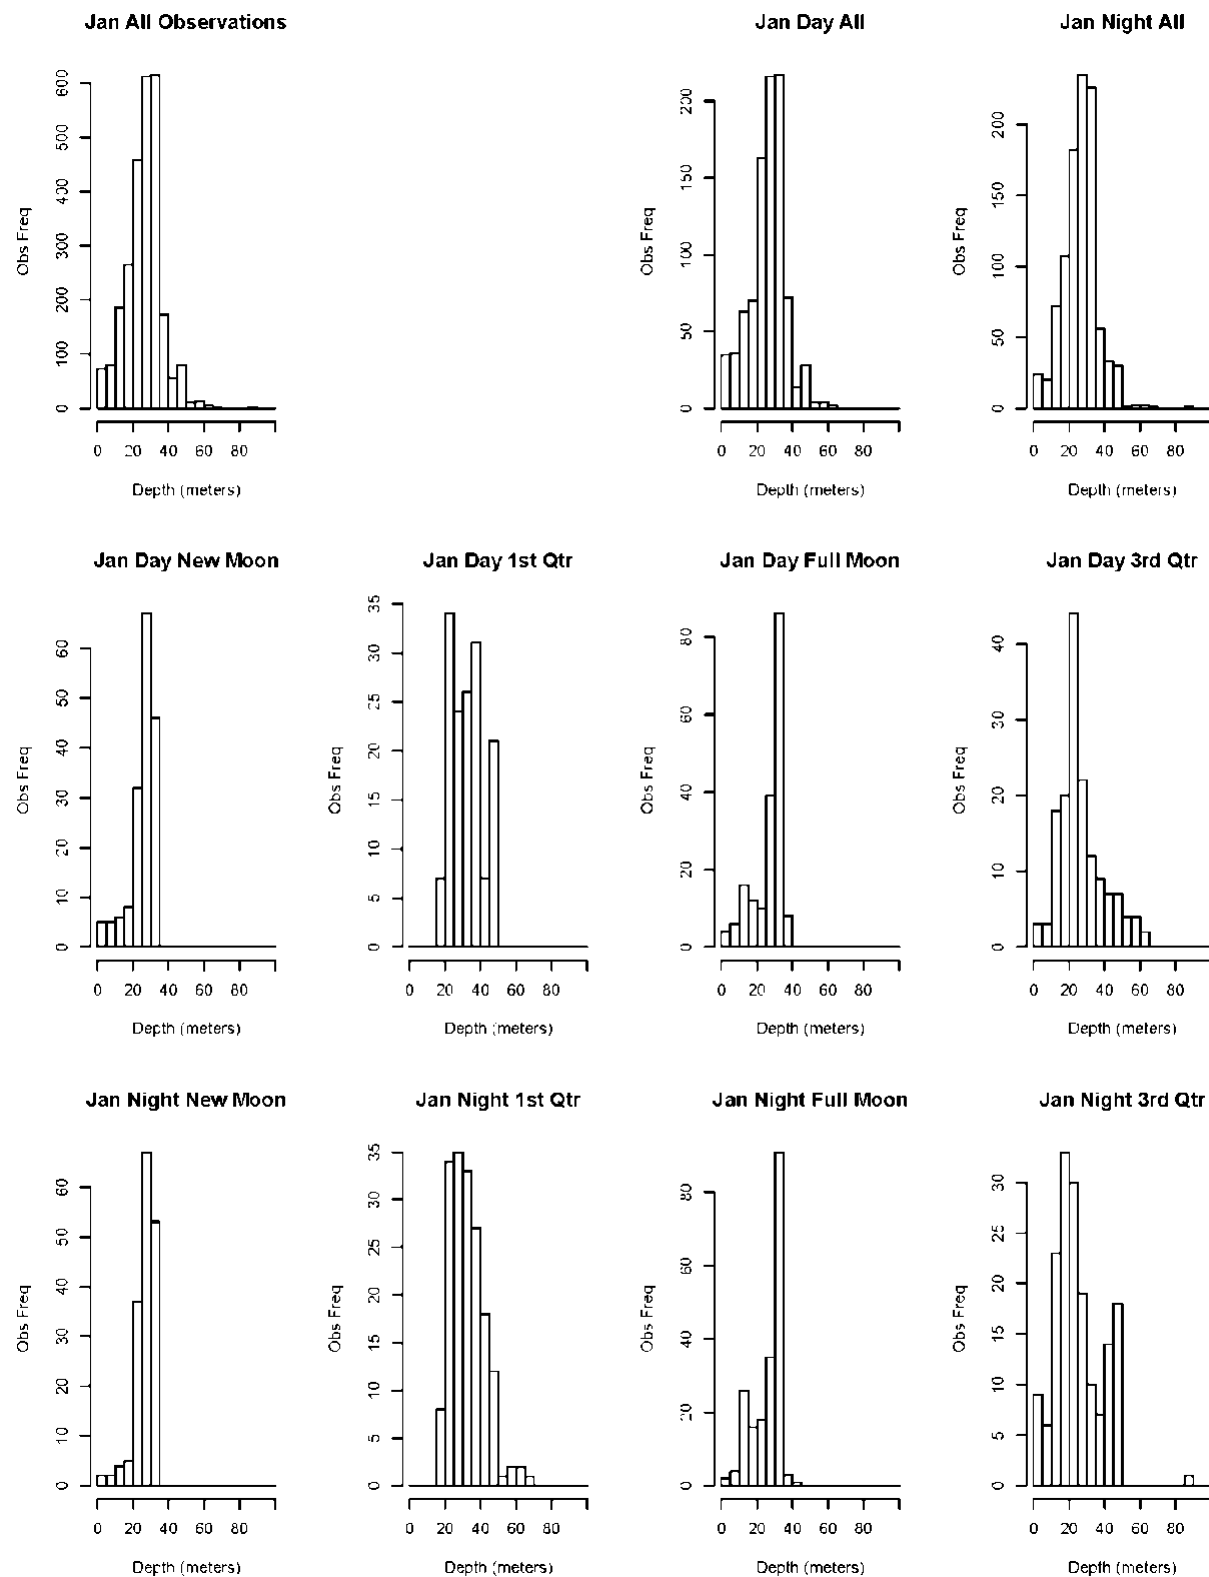 Jan All Observations
Obs Freq
0 100 200 300 400 500 600
0 20 40 60 80
Depth (meters)
Jan Day All
Obs Freq
0 50 100 150 200
0 20 40 60 80
Depth (meters)
Jan Night All
Obs Freq
0 50 100 150 200
0 20 40 60 80
Depth (meters)
Jan Day New Moon
Obs Freq
0 10 20 30 40 50 60
0 20 40 60 80
Depth (meters)
Jan Day 1st Qtr
Obs Freq
0 5 10 15 20 25 30 35
0 20 40 60 80
Depth (meters)
Jan Day Full Moon
Obs Freq
0 20 40 60 80
0 20 40 60 80
Depth (meters)
Jan Day 3rd Qtr
Obs Freq
0 10 20 30 40
0 20 40 60 80
Depth (meters)
Jan Night New Moon
Obs Freq
0 10 20 30 40 50 60
0 20 40 60 80
Depth (meters)
Jan Night 1st Qtr
Obs Freq
0 5 10 15 20 25 30 35
0 20 40 60 80
Depth (meters)
Jan Night Full Moon
Obs Freq
0 20 40 60 80
0 20 40 60 80
Depth (meters)
Jan Night 3rd Qtr
Obs Freq
0 5 10 15 20 25 30
0 20 40 60 80
Depth (meters)